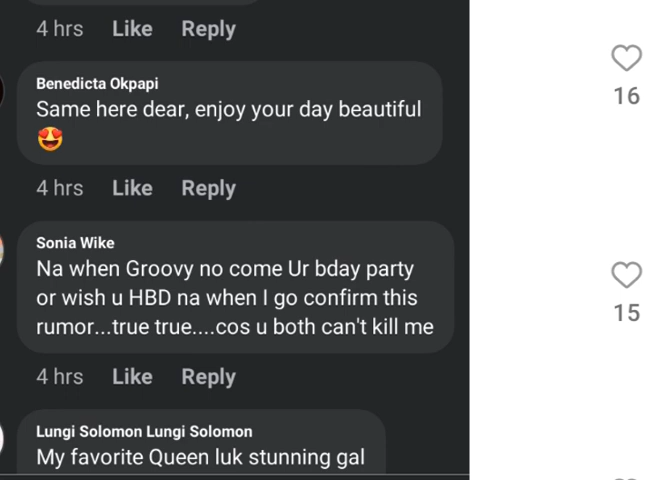 4 hrs Like Reply
16
Benedicta Okpapi
Same here dear, enjoy your day beautiful
😍
4 hrs Like Reply
Sonia Wike
Na when Groovy no come Ur bday party
or wish u HBD na when I go confirm this
rumor...true true....cos u both can't kill me
15
4 hrs Like Reply
Lungi Solomon Lungi Solomon
My favorite Queen luk stunning gal